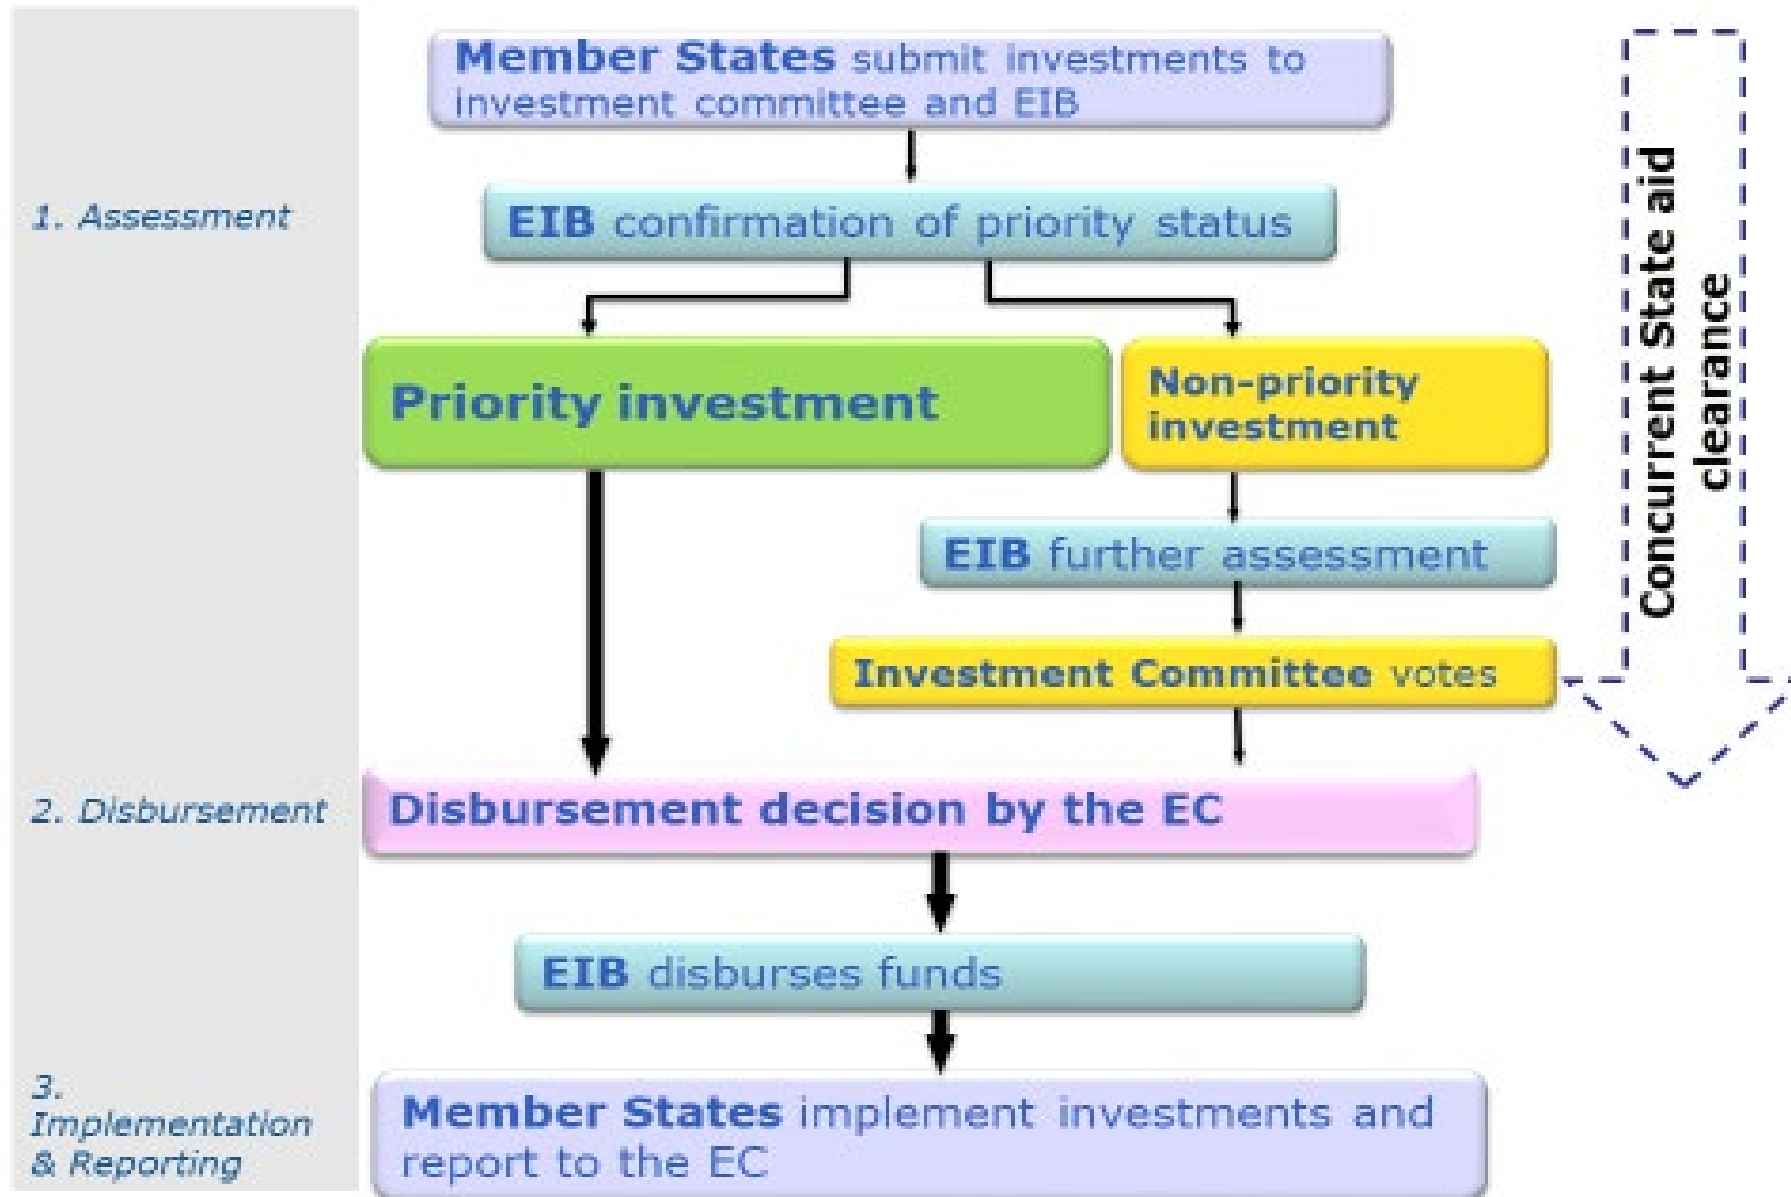 Member States submit investments to
investment committee and EIB
1. Assessment
EIB confirmation of priority status
Priority investment
Non-priority
investment
EIB further assessment
Investment Committee votes
Concurrent State aid
clearance
2. Disbursement
Disbursement decision by the EC
EIB disburses funds
3.
Implementation
& Reporting
Member States implement investments and
report to the EC